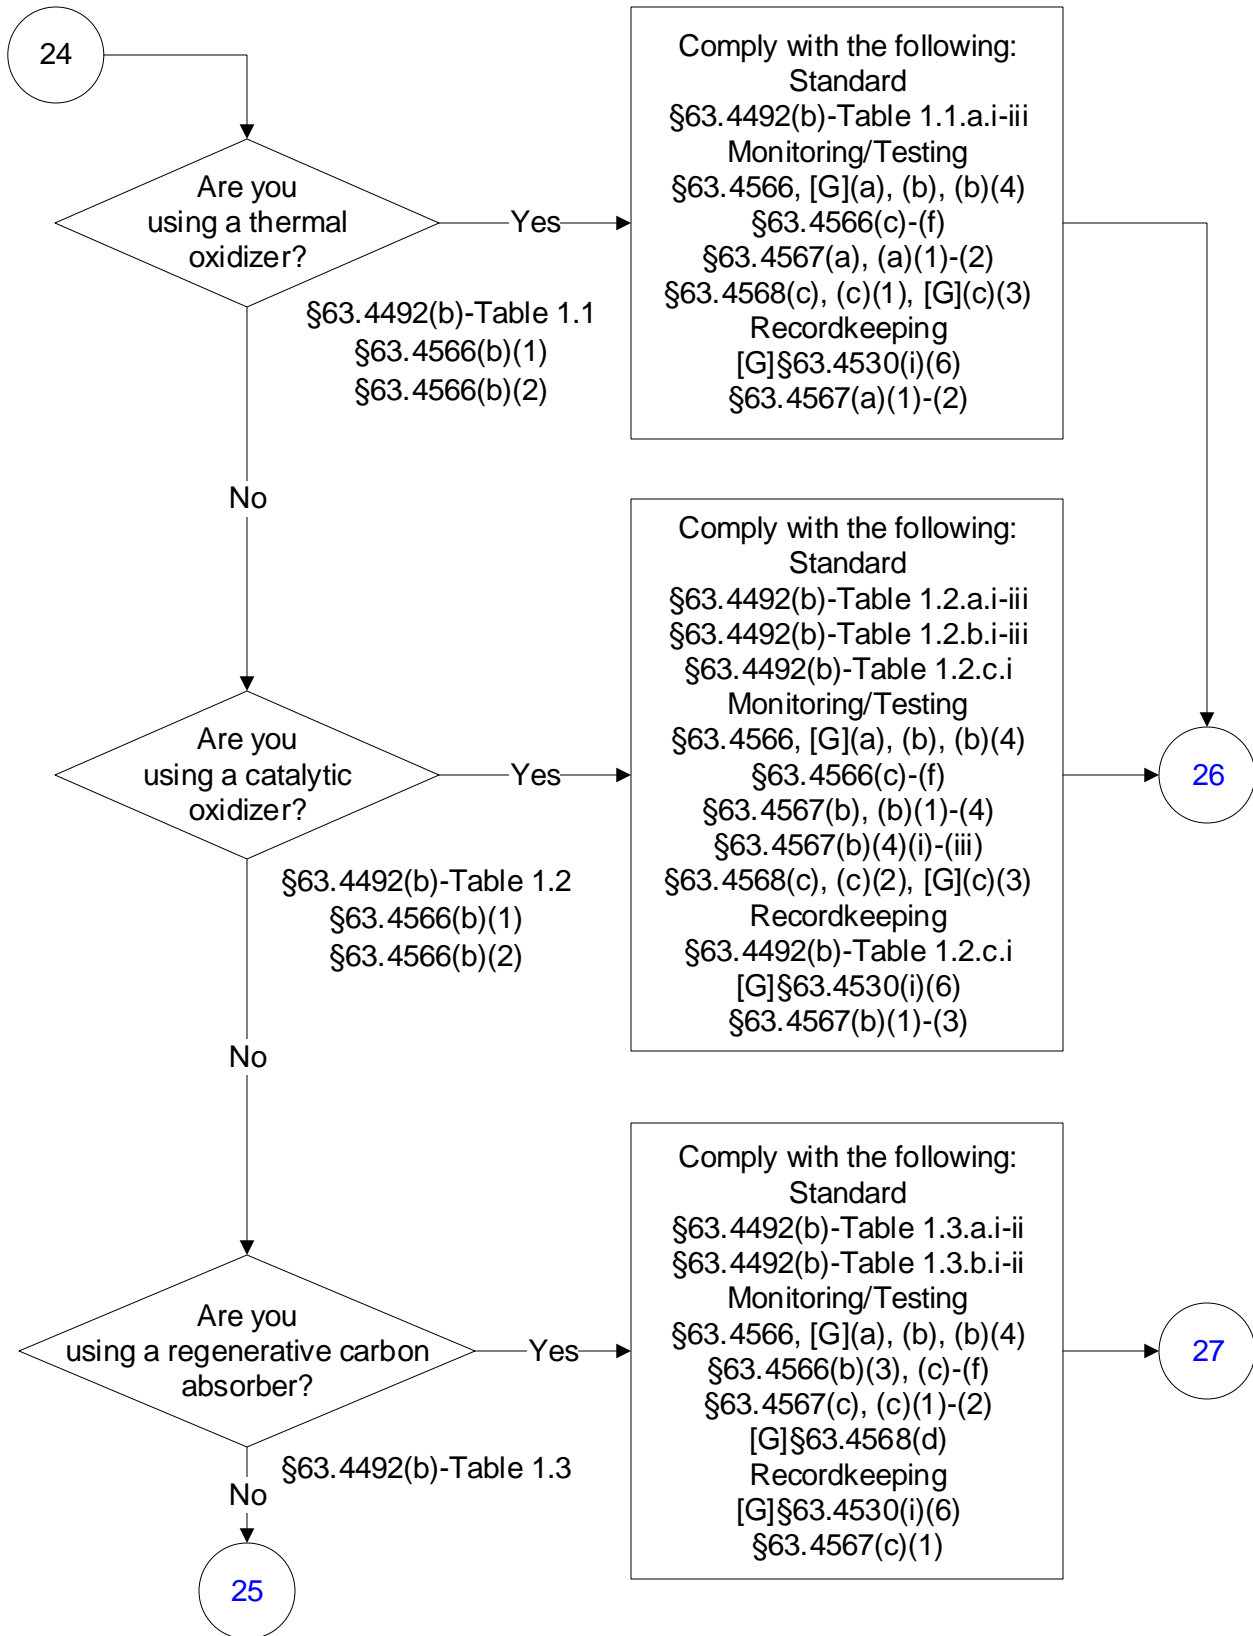 24
Are you
using a thermal
oxidizer?
Yes
§63.4492(b)-Table 1.1
§63.4566(b)(1)
§63.4566(b)(2)
Comply with the following:
Standard
§63.4492(b)-Table 1.1.a.i-iii
Monitoring/Testing
§63.4566, [G](a), (b), (b)(4)
§63.4566(c)-(f)
§63.4567(a), (a)(1)-(2)
§63.4568(c), (c)(1), [G](c)(3)
Recordkeeping
[G]§63.4530(i)(6)
§63.4567(a)(1)-(2)
No
Are you
using a catalytic
oxidizer?
Yes
§63.4492(b)-Table 1.2
§63.4566(b)(1)
§63.4566(b)(2)
Comply with the following:
Standard
§63.4492(b)-Table 1.2.a.i-iii
§63.4492(b)-Table 1.2.b.i-iii
§63.4492(b)-Table 1.2.c.i
Monitoring/Testing
§63.4566, [G](a), (b), (b)(4)
§63.4566(c)-(f)
§63.4567(b), (b)(1)-(4)
§63.4567(b)(4)(i)-(iii)
§63.4568(c), (c)(2), [G](c)(3)
Recordkeeping
§63.4492(b)-Table 1.2.c.i
[G]§63.4530(i)(6)
§63.4567(b)(1)-(3)
26
No
Are you
using a regenerative carbon
absorber?
Yes
§63.4492(b)-Table 1.3
Comply with the following:
Standard
§63.4492(b)-Table 1.3.a.i-ii
§63.4492(b)-Table 1.3.b.i-ii
Monitoring/Testing
§63.4566, [G](a), (b), (b)(4)
§63.4566(b)(3), (c)-(f)
§63.4567(c), (c)(1)-(2)
[G]§63.4568(d)
Recordkeeping
[G]§63.4530(i)(6)
§63.4567(c)(1)
27
No
25